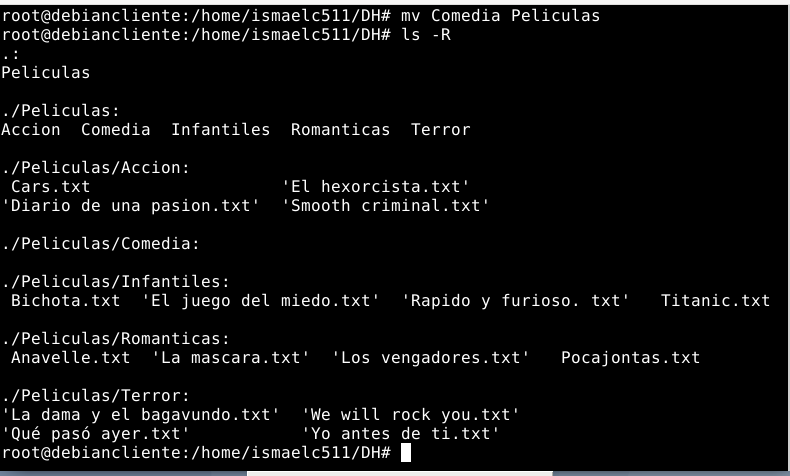 root@debiancliente:/home/ismaelc511/DH# mv Comedia Peliculas
root@debiancliente:/home/ismaelc511/DH# ls -R
.:
Peliculas

./Peliculas:
Accion  Comedia  Infantiles  Romanticas  Terror

./Peliculas/Accion:
 Cars.txt                   'El hexorcista.txt'
'Diario de una pasion.txt'  'Smooth criminal.txt'

./Peliculas/Comedia:

./Peliculas/Infantiles:
 Bichota.txt  'El juego del miedo.txt'  'Rapido y furioso. txt'   Titanic.txt

./Peliculas/Romanticas:
 Anavelle.txt  'La mascara.txt'  'Los vengadores.txt'   Pocajontas.txt

./Peliculas/Terror:
'La dama y el bagavundo.txt'  'We will rock you.txt'
'Qué pasó ayer.txt'           'Yo antes de ti.txt'
root@debiancliente:/home/ismaelc511/DH#